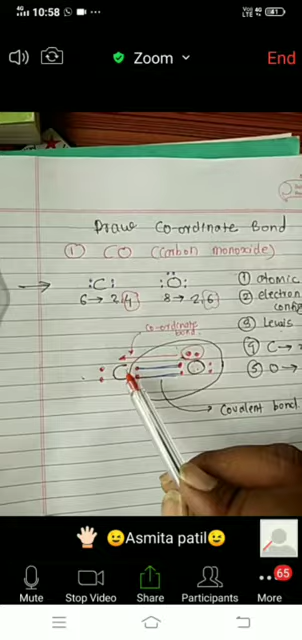 10:58
Zoom
End
Draw Co-ordinate Bond
① CO (Carbon monoxide)
:C: :O:
6→ 2,4 8→ 2,6
① atomic
② electron
config
③ Lewis
④ C→
⑤ O→
co-ordinate
bond
C O
Covalent bond
😉Asmita patil😉
Mute Stop Video Share Participants More
65